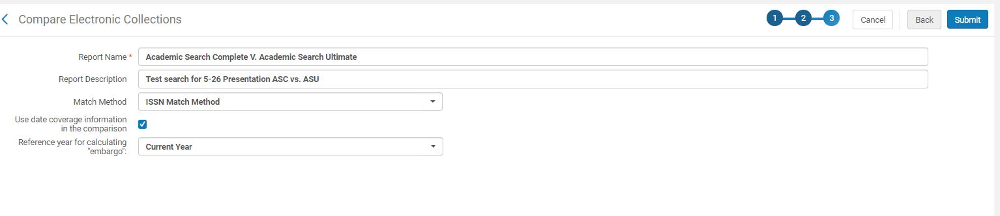 Compare Electronic Collections
1 2 3
Cancel
Back
Submit
Report Name *
Academic Search Complete V. Academic Search Ultimate
Report Description
Test search for 5-26 Presentation ASC vs. ASU
Match Method
ISSN Match Method
Use date coverage information
in the comparison
Reference year for calculating
"embargo":
Current Year